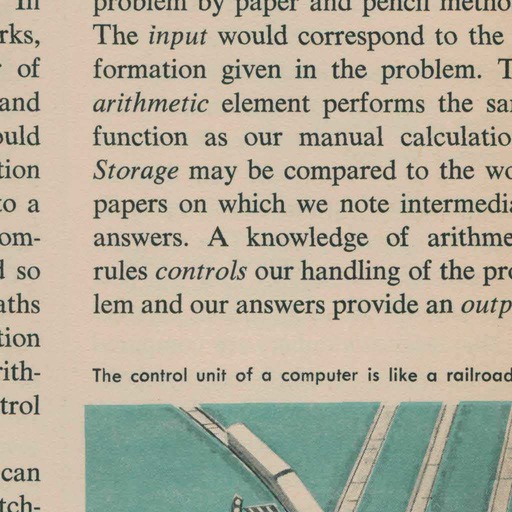 In
rks,
of
and
ould
tion
to a
om-
d so
aths
tion
ith-
trol
can
tch-
problem by paper and pencil metho
The input would correspond to the
formation given in the problem. T
arithmetic element performs the sa
function as our manual calculatio
Storage may be compared to the wo
papers on which we note intermedia
answers. A knowledge of arithme
rules controls our handling of the pro
lem and our answers provide an outp
The control unit of a computer is like a railroad